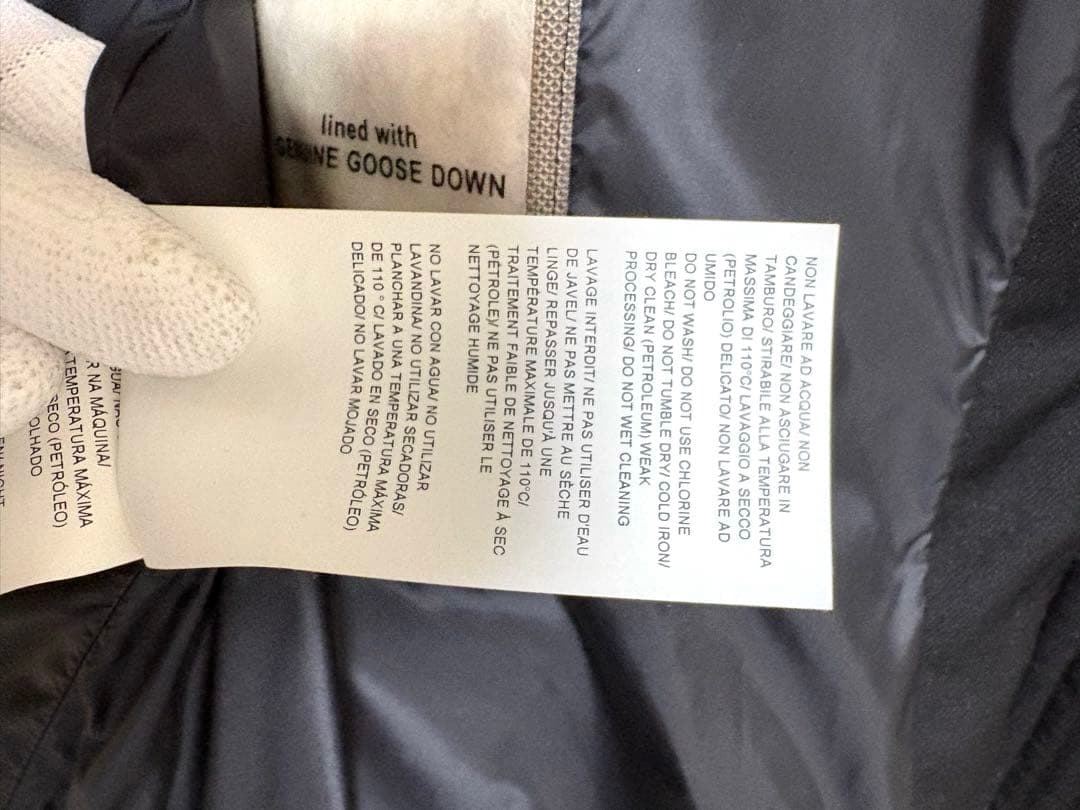 lined with
GENUINE GOOSE DOWN
NON LAVARE AD ACQUA/ NON
CANDEGGIARE/ NON ASCIUGARE IN
TAMBURO/ STIRABILE ALLA TEMPERATURA
MASSIMA DI 110°C/ LAVAGGIO A SECCO
(PETROLIO) DELICATO/ NON LAVARE AD
UMIDO
DO NOT WASH/ DO NOT USE CHLORINE
BLEACH/ DO NOT TUMBLE DRY/ COLD IRON/
DRY CLEAN (PETROLEUM) WEAK
PROCESSING/ DO NOT WET CLEANING
LAVAGE INTERDIT/ NE PAS UTILISER D'EAU
DE JAVEL/ NE PAS METTRE AU SÈCHE
LINGE/ REPASSER JUSQU'À UNE
TEMPÉRATURE MAXIMALE DE 110°C/
TRAITEMENT FAIBLE DE NETTOYAGE À SEC
(PÉTROLE)/ NE PAS UTILISER LE
NETTOYAGE HUMIDE
NO LAVAR CON AGUA/ NO UTILIZAR
LAVANDINA/ NO UTILIZAR SECADORAS/
PLANCHAR A UNA TEMPERATURA MÁXIMA
DE 110 ° C/ LAVADO EN SECO (PETRÓLEO)
DELICADO/ NO LAVAR MOJADO
NA MÁQUINA/
TEMPERATURA MÁXIMA
SECO (PETRÓLEO)